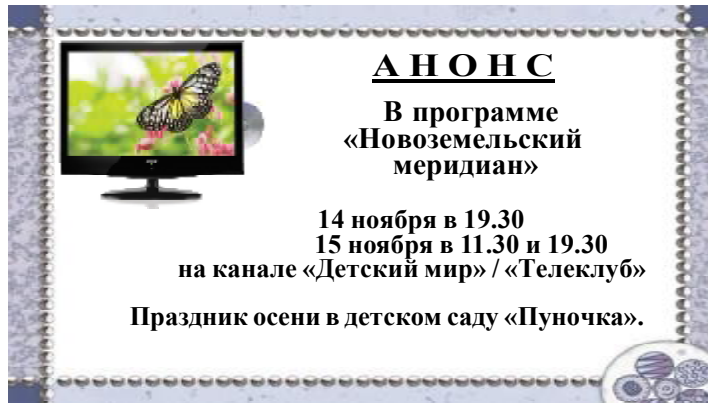 АНОНС
В программе
«Новоземельский
меридиан»
14 ноября в 19.30
15 ноября в 11.30 и 19.30
на канале «Детский мир» / «Телеклуб»
Праздник осени в детском саду «Пуночка».